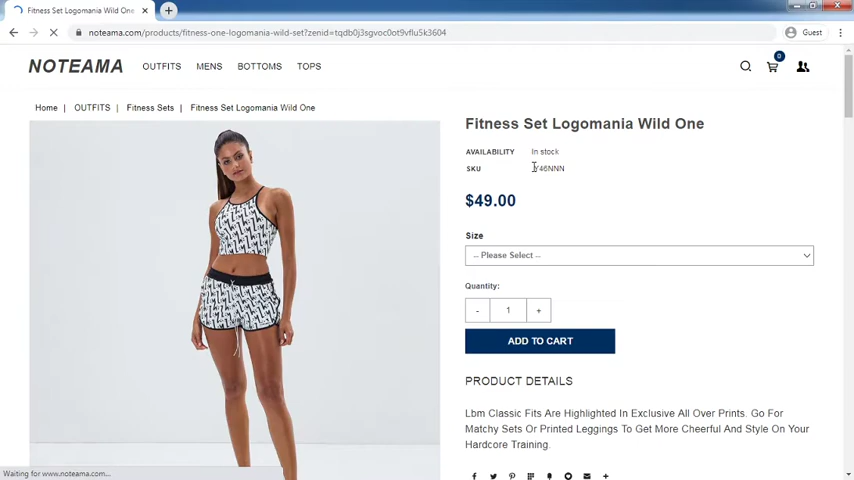 Fitness Set Logomania Wild One
noteama.com/products/fitness-one-logomania-wild-set?zenid=tqdb0j3sgvoc0ot9vflu5k3604
Guest
NOTEAMA OUTFITS MENS BOTTOMS TOPS
0
Home | OUTFITS | Fitness Sets | Fitness Set Logomania Wild One
Fitness Set Logomania Wild One
AVAILABILITY In stock
SKU Y46NNN
$49.00
Size
-- Please Select --
Quantity:
- 1 +
ADD TO CART
PRODUCT DETAILS
Lbm Classic Fits Are Highlighted In Exclusive All Over Prints. Go For
Matchy Sets Or Printed Leggings To Get More Cheerful And Style On Your
Hardcore Training.
Waiting for www.noteama.com...